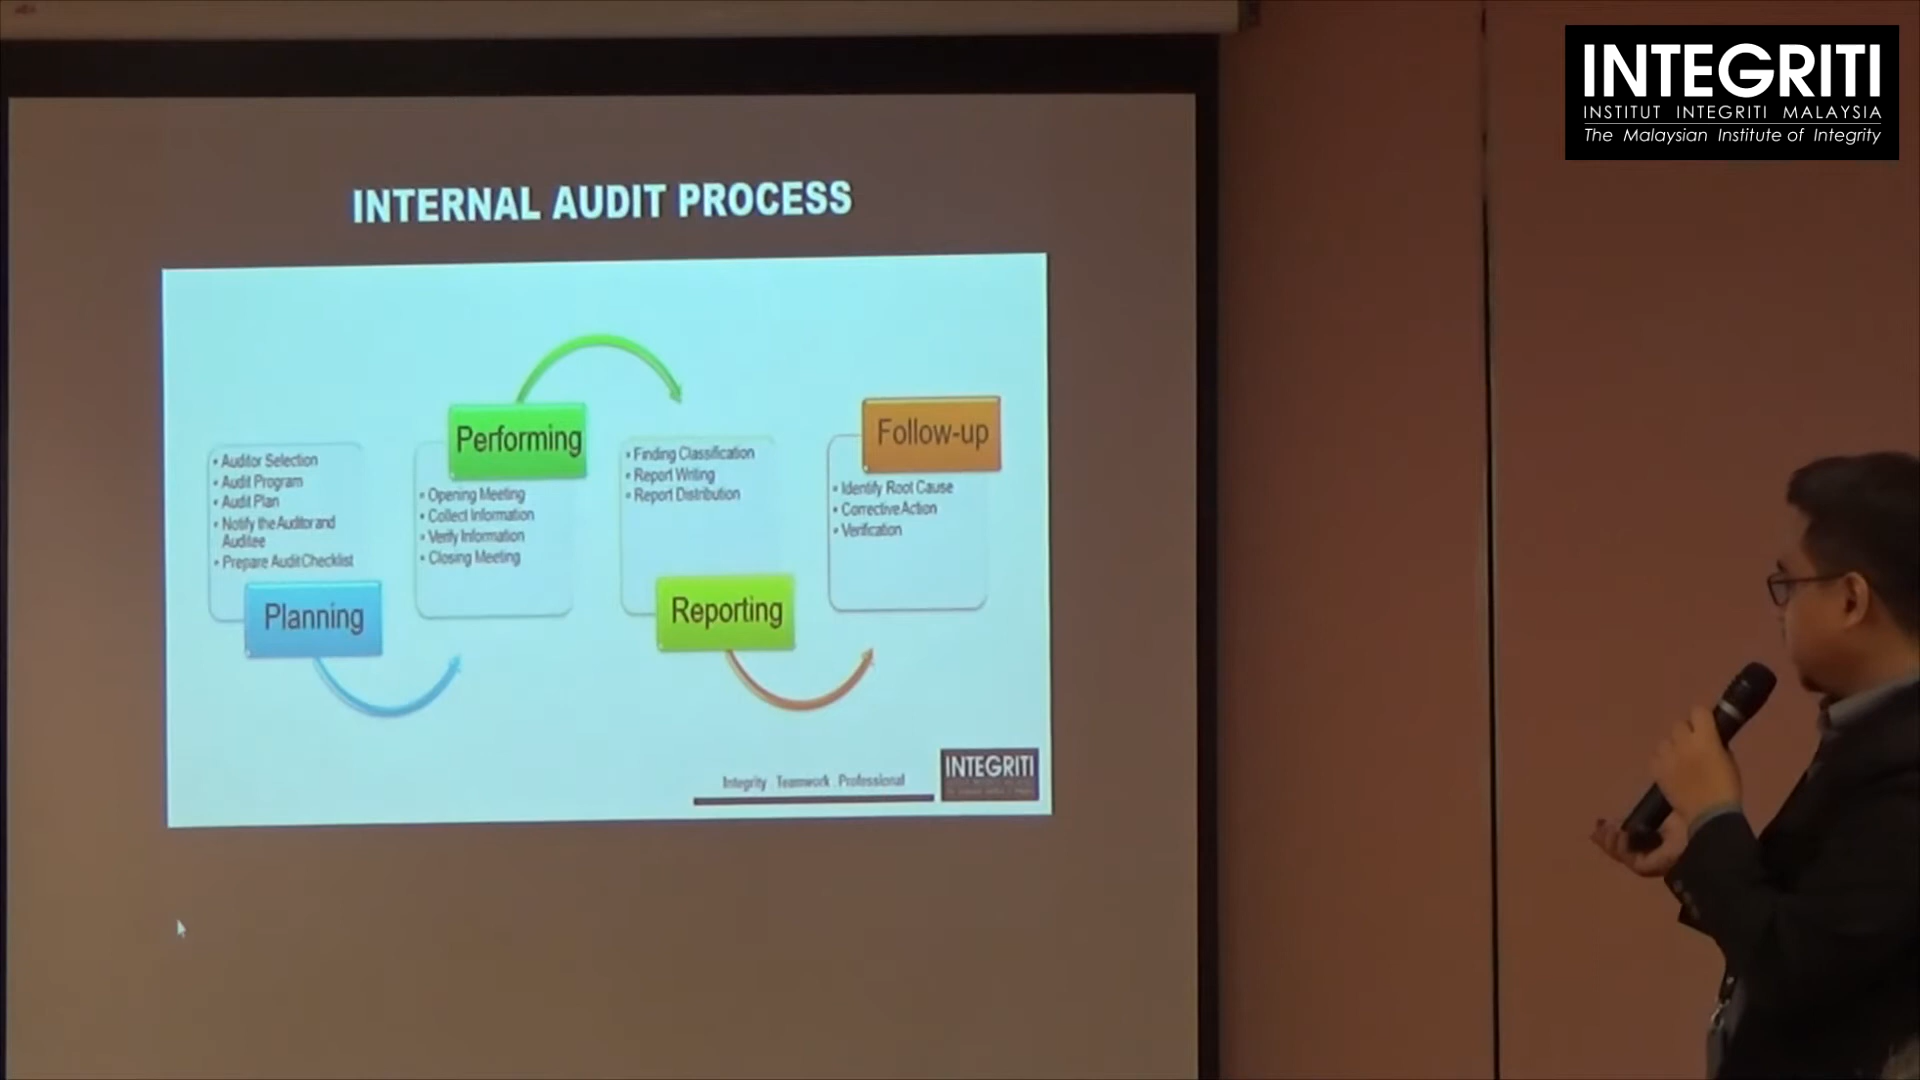 INTEGRITI
INSTITUT INTEGRITI MALAYSIA
The Malaysian Institute of Integrity
INTERNAL AUDIT PROCESS
• Auditor Selection
• Audit Program
• Audit Plan
• Notify the Auditor and
Auditee
• Prepare Audit Checklist
Planning
Performing
• Opening Meeting
• Collect Information
• Verify Information
• Closing Meeting
• Finding Classification
• Report Writing
• Report Distribution
Reporting
Follow-up
• Identify Root Cause
• Corrective Action
• Verification
Integrity . Teamwork . Professional
INTEGRITI